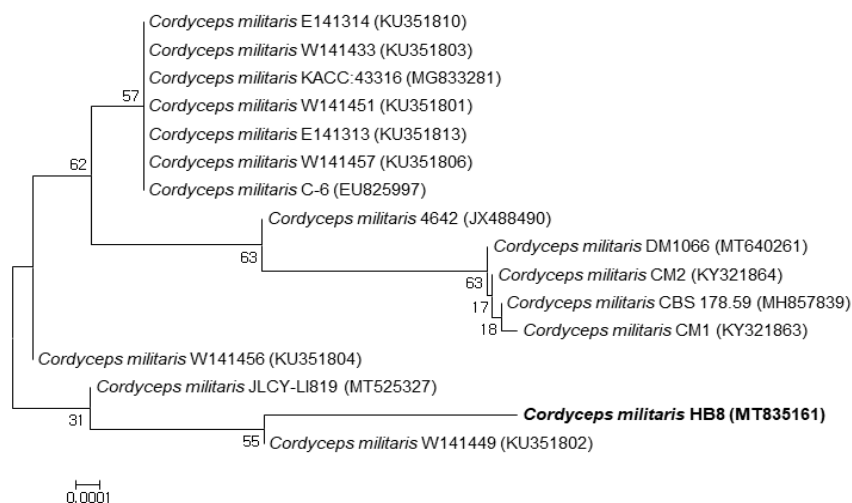 Cordyceps militaris E141314 (KU351810)
Cordyceps militaris W141433 (KU351803)
57 Cordyceps militaris KACC:43316 (MG833281)
Cordyceps militaris W141451 (KU351801)
Cordyceps militaris E141313 (KU351813)
62 Cordyceps militaris W141457 (KU351806)
Cordyceps militaris C-6 (EU825997)
Cordyceps militaris 4642 (JX488490)
63 Cordyceps militaris DM1066 (MT640261)
63 Cordyceps militaris CM2 (KY321864)
17 Cordyceps militaris CBS 178.59 (MH857839)
18 Cordyceps militaris CM1 (KY321863)
Cordyceps militaris W141456 (KU351804)
Cordyceps militaris JLCY-LI819 (MT525327)
31 Cordyceps militaris HB8 (MT835161)
55 Cordyceps militaris W141449 (KU351802)
0.0001